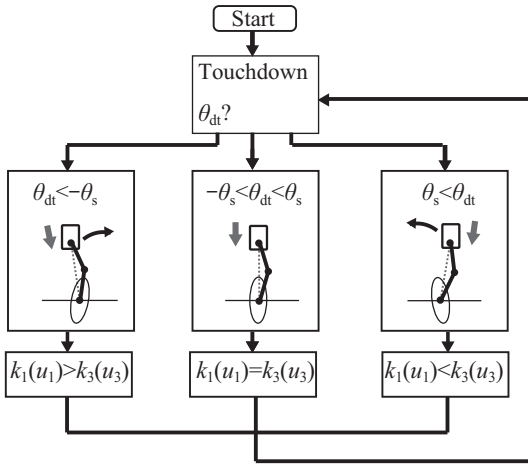 Start
Touchdown
θdt?
θdt<−θs
-θs<θdt<θs
θs<θdt
k1(u1)>k3(u3)
k1(u1)=k3(u3)
k1(u1)<k3(u3)